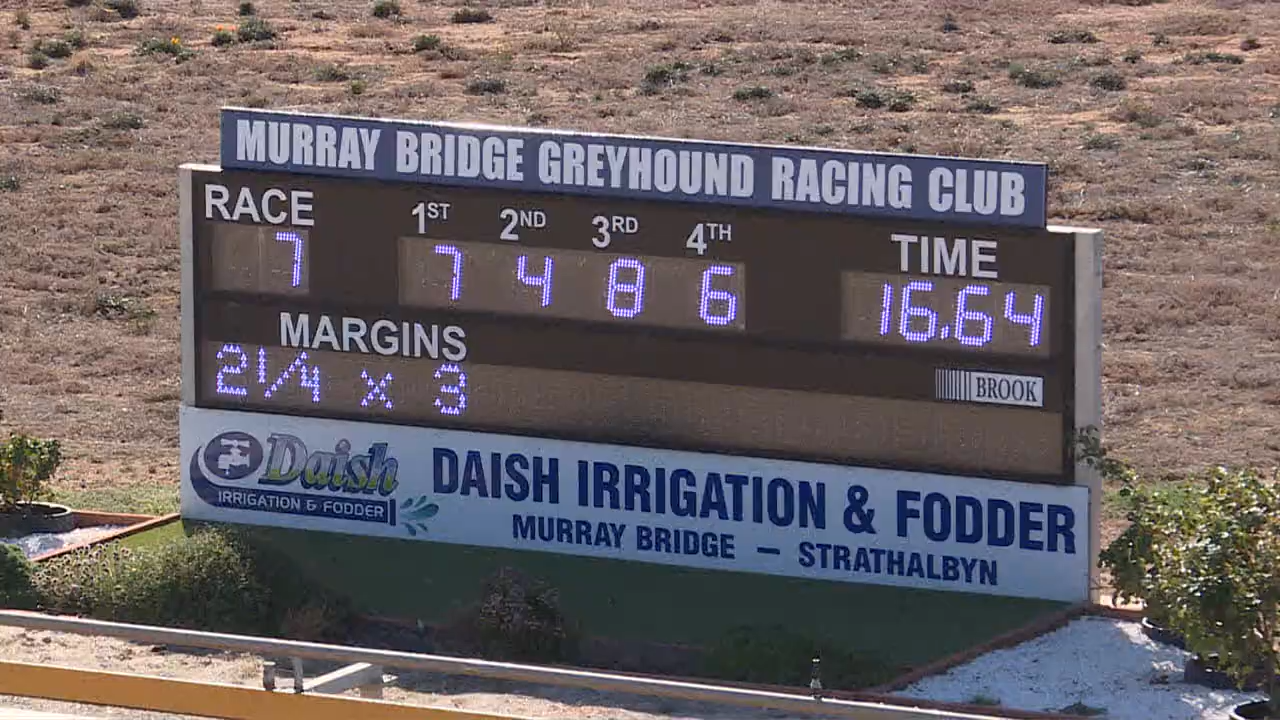 MURRAY BRIDGE GREYHOUND RACING CLUB
RACE 1ST 2ND 3RD 4TH TIME
7 7 4 8 6 16.64
MARGINS
2 1/4 x 3
BROOK
Daish
IRRIGATION & FODDER
DAISH IRRIGATION & FODDER
MURRAY BRIDGE – STRATHALBYN